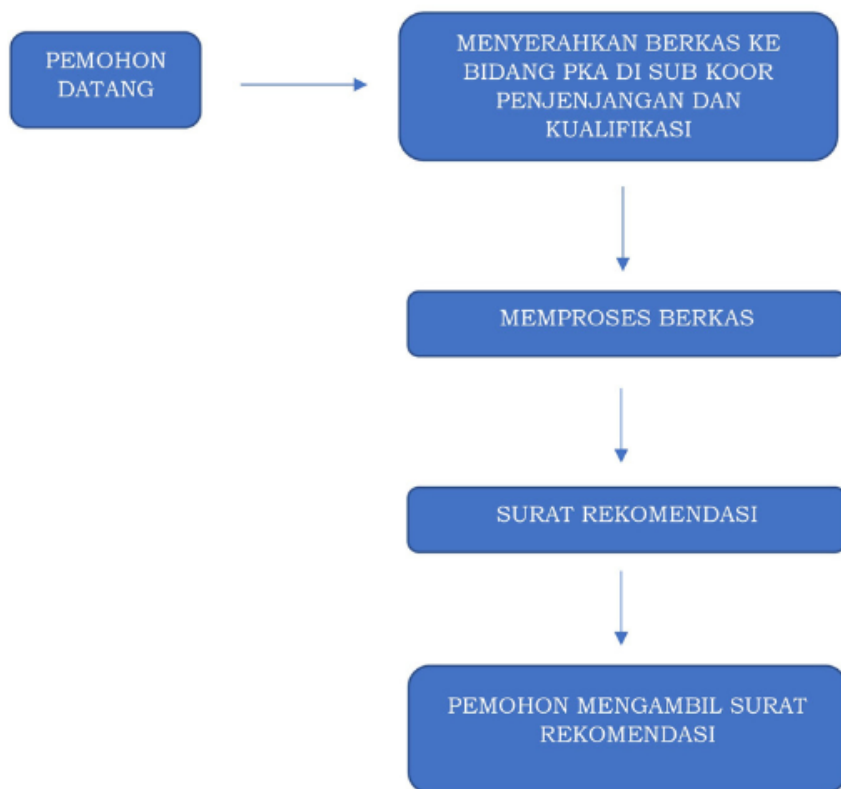 PEMOHON
DATANG
MENYERAHKAN BERKAS KE
BIDANG PKA DI SUB KOOR
PENJENJANGAN DAN
KUALIFIKASI
MEMPROSES BERKAS
SURAT REKOMENDASI
PEMOHON MENGAMBIL SURAT
REKOMENDASI